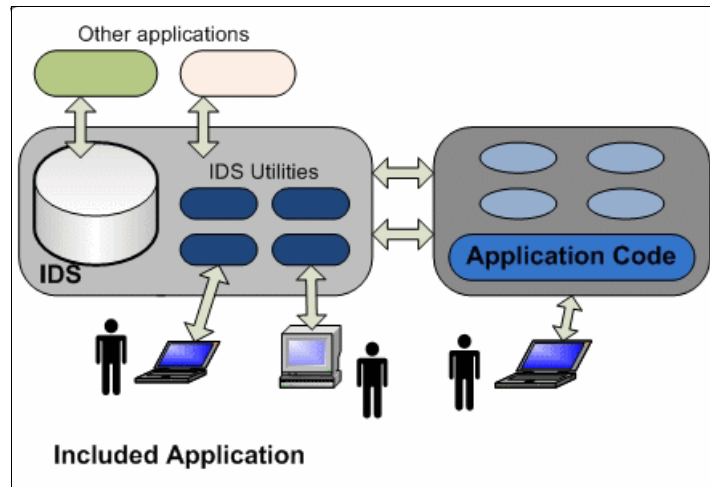 Other applications
IDS Utilities
IDS
Application Code
Included Application